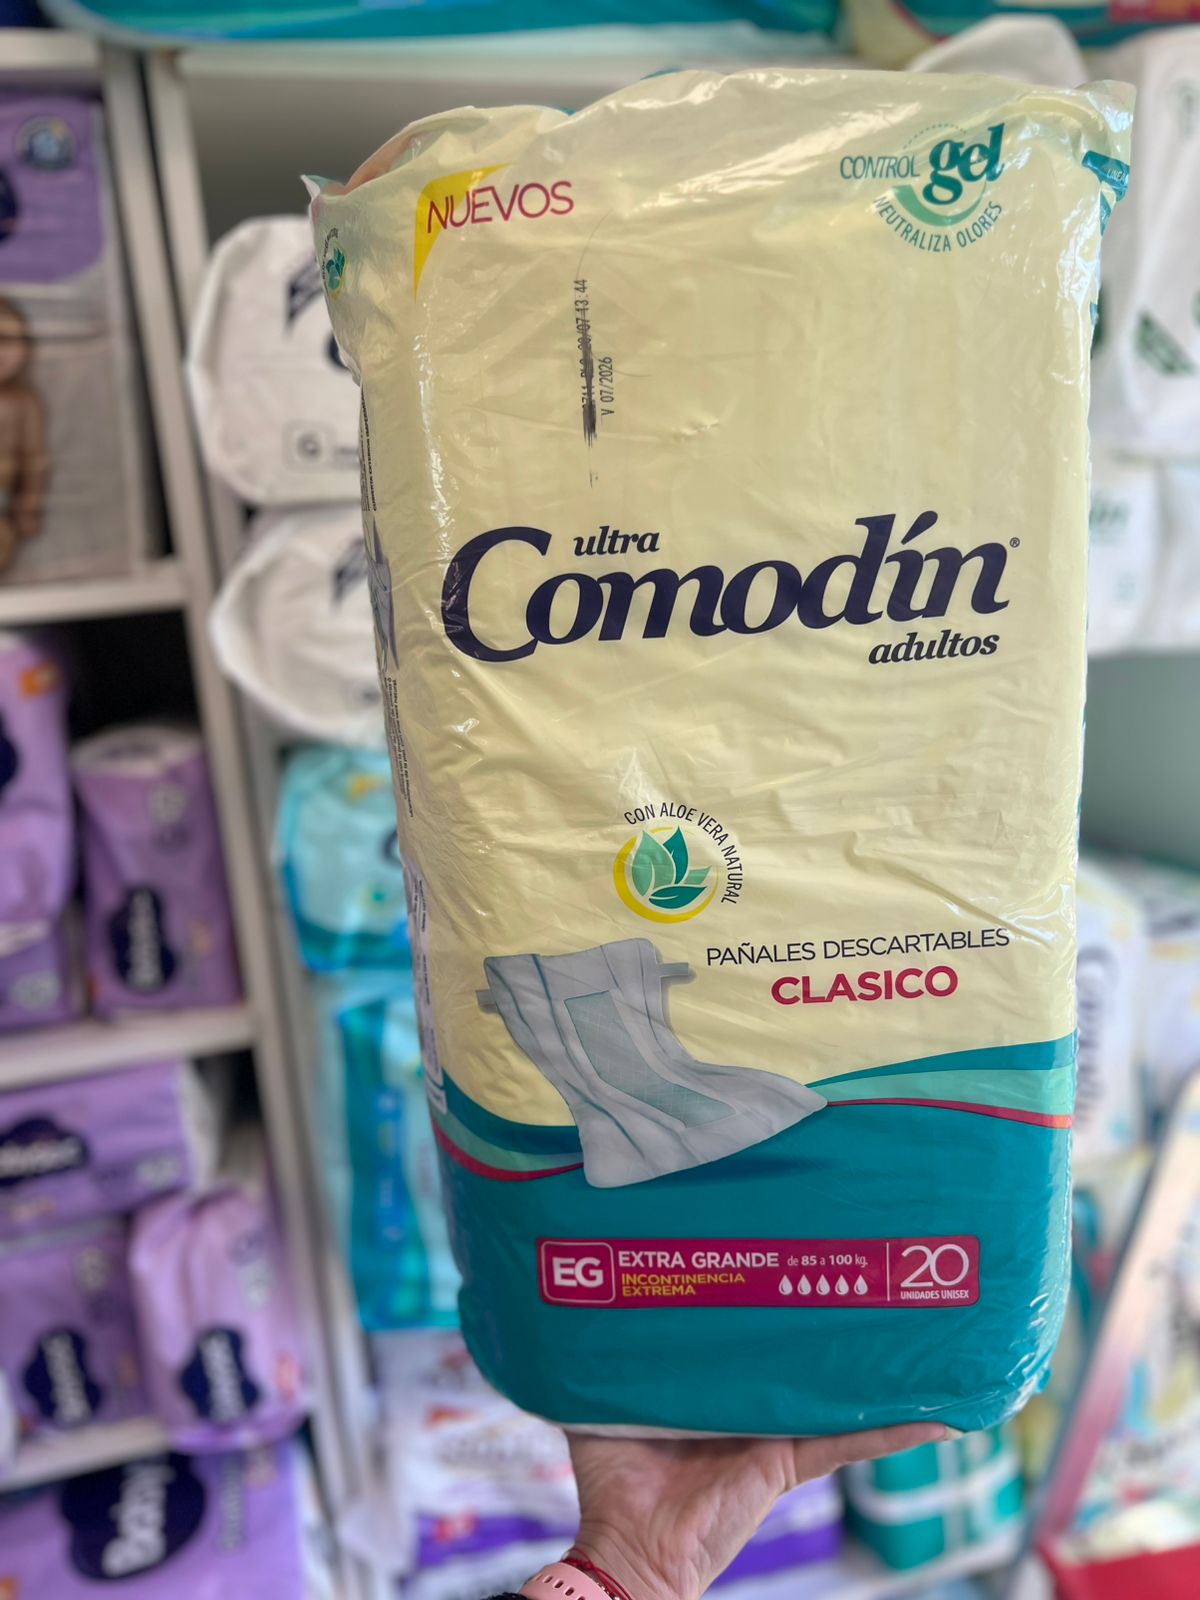 NUEVOS
CONTROL gel
NEUTRALIZA OLORES
V 07/2026
ultra
Comodín®
adultos
CON ALOE VERA NATURAL
PAÑALES DESCARTABLES
CLASICO
EG EXTRA GRANDE de 85 a 100 kg.
INCONTINENCIA
EXTREMA
20
UNIDADES UNISEX
G